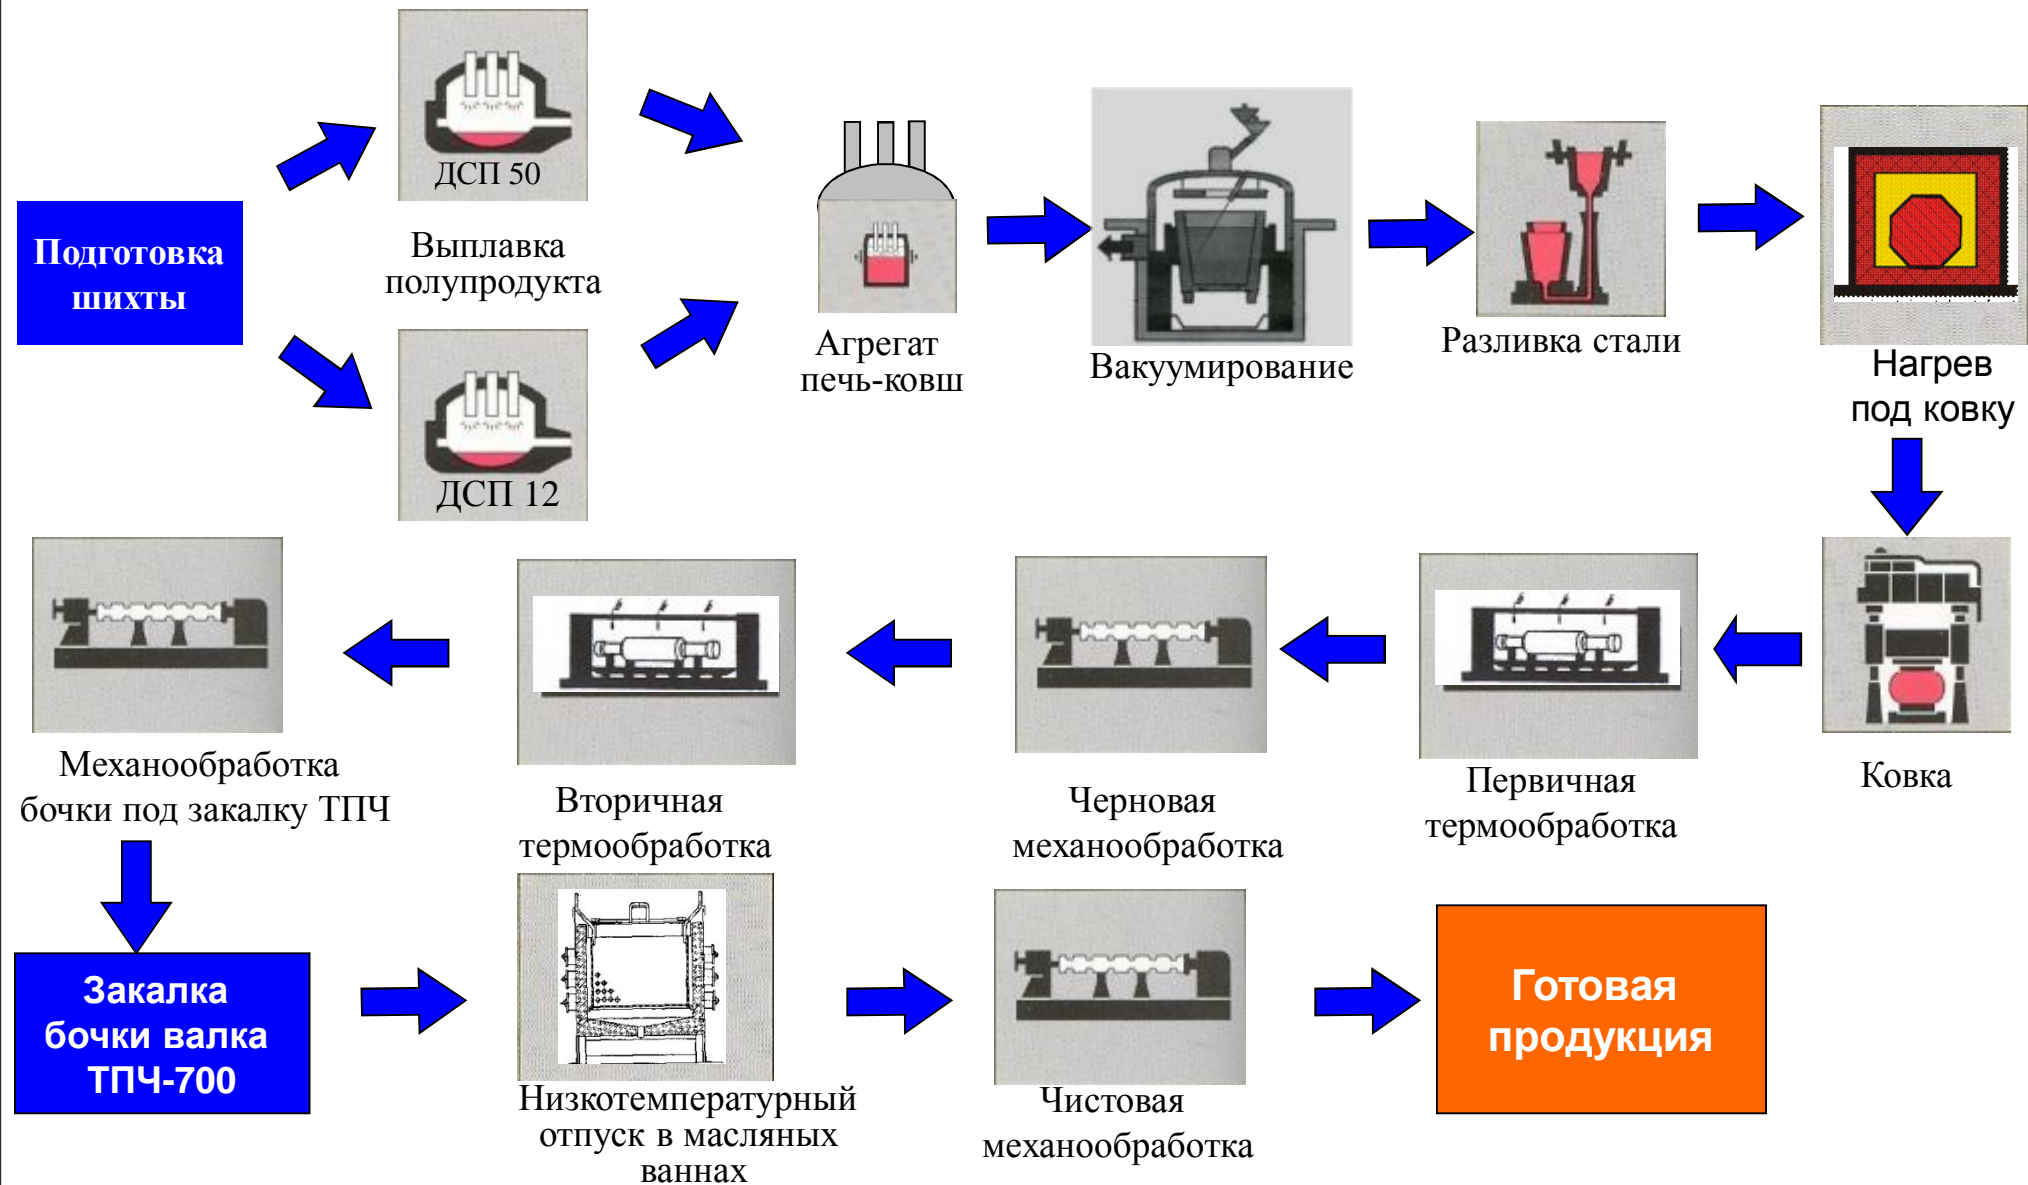 Подготовка
шихты
ДСП 50
Выплавка
полупродукта
ДСП 12
Агрегат
печь-ковш
Вакуумирование
Разливка стали
Нагрев
под ковку
Ковка
Первичная
термообработка
Черновая
механообработка
Вторичная
термообработка
Механообработка
бочки под закалку ТПЧ
Закалка
бочки валка
ТПЧ-700
Низкотемпературный
отпуск в масляных
ваннах
Чистовая
механообработка
Готовая
продукция